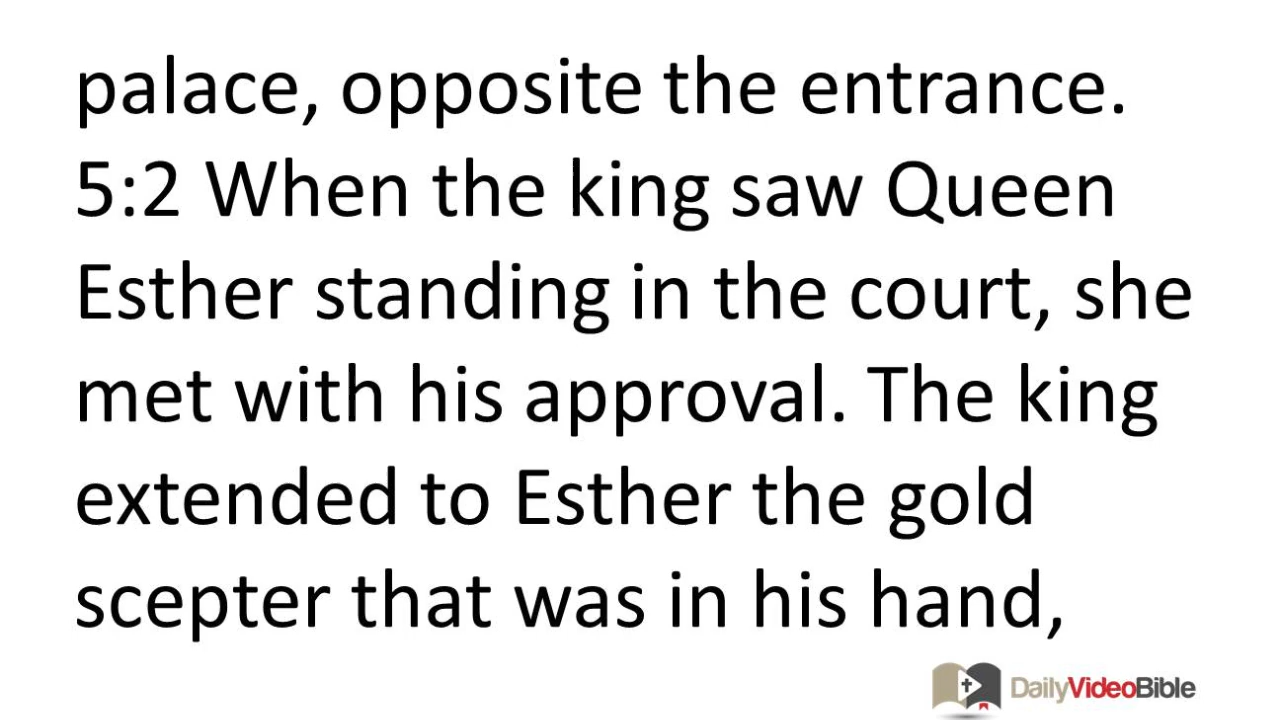 palace, opposite the entrance.
5:2 When the king saw Queen
Esther standing in the court, she
met with his approval. The king
extended to Esther the gold
scepter that was in his hand,
DailyVideoBible